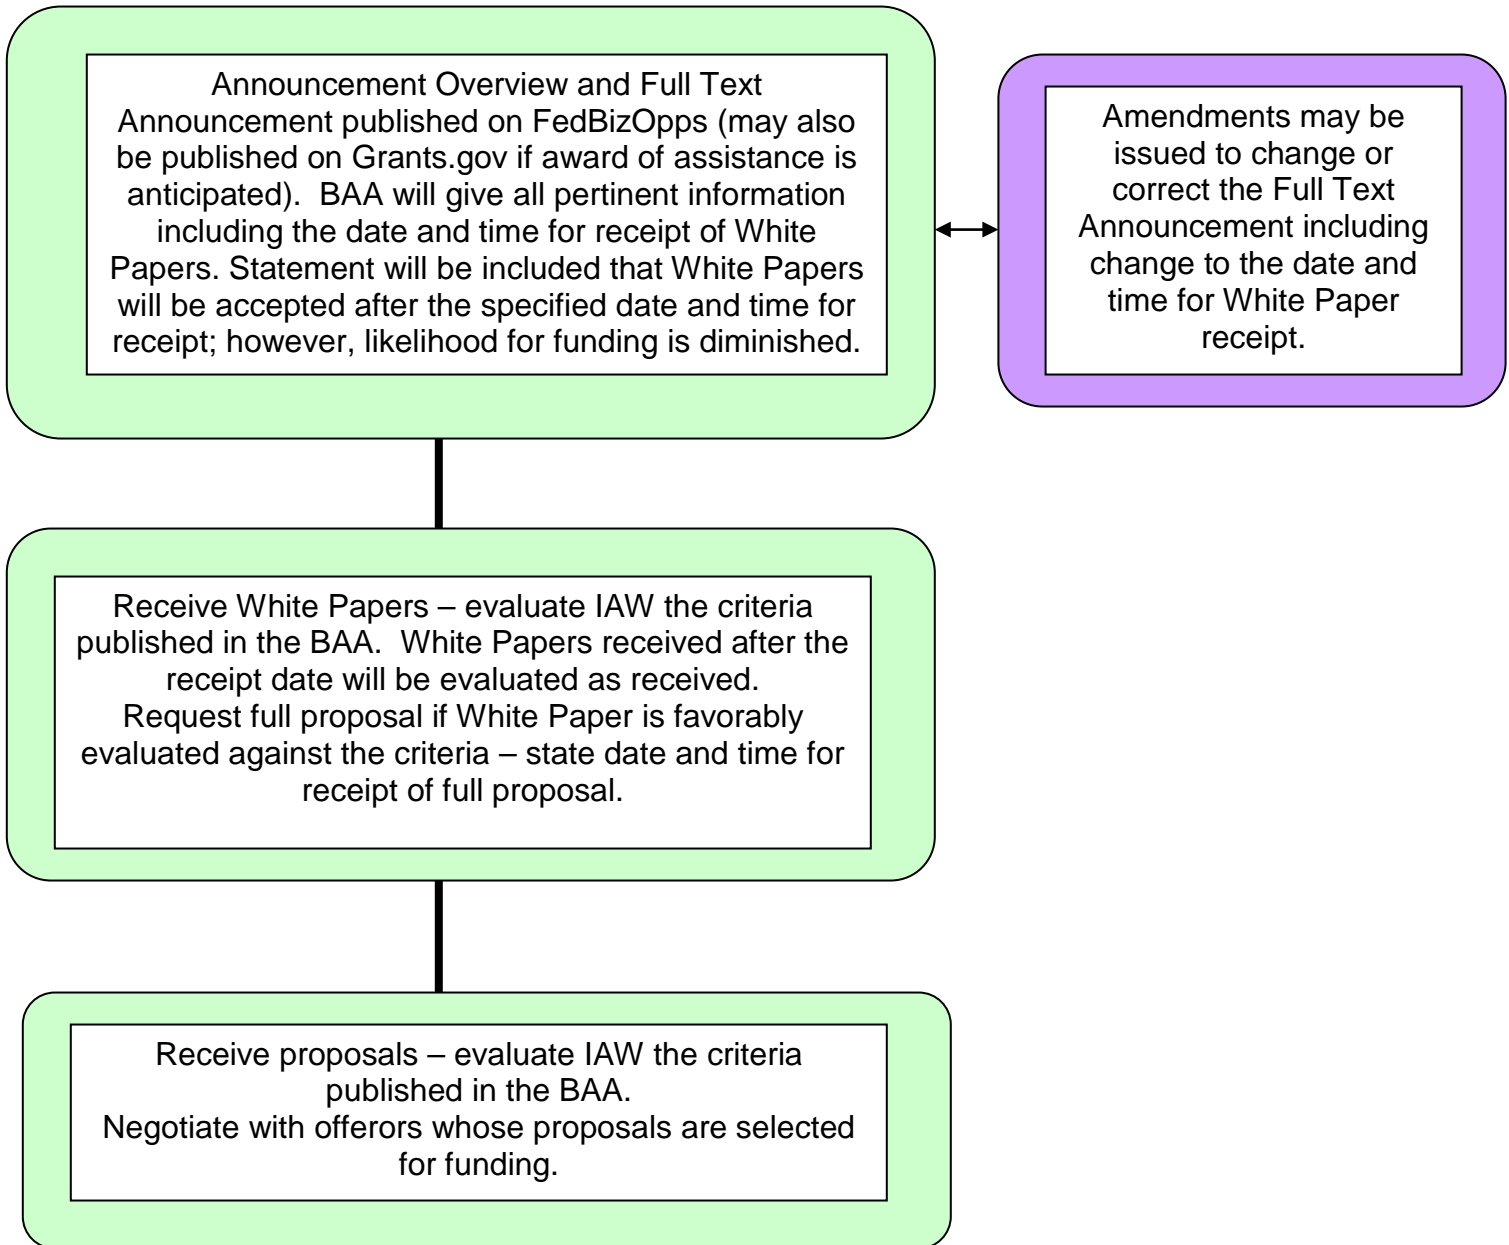 Announcement Overview and Full Text
Announcement published on FedBizOpps (may also
be published on Grants.gov if award of assistance is
anticipated).  BAA will give all pertinent information
including the date and time for receipt of White
Papers. Statement will be included that White Papers
will be accepted after the specified date and time for
receipt; however, likelihood for funding is diminished.
Amendments may be
issued to change or
correct the Full Text
Announcement including
change to the date and
time for White Paper
receipt.
Receive White Papers – evaluate IAW the criteria
published in the BAA.  White Papers received after the
receipt date will be evaluated as received.
Request full proposal if White Paper is favorably
evaluated against the criteria – state date and time for
receipt of full proposal.
Receive proposals – evaluate IAW the criteria
published in the BAA.
Negotiate with offerors whose proposals are selected
for funding.